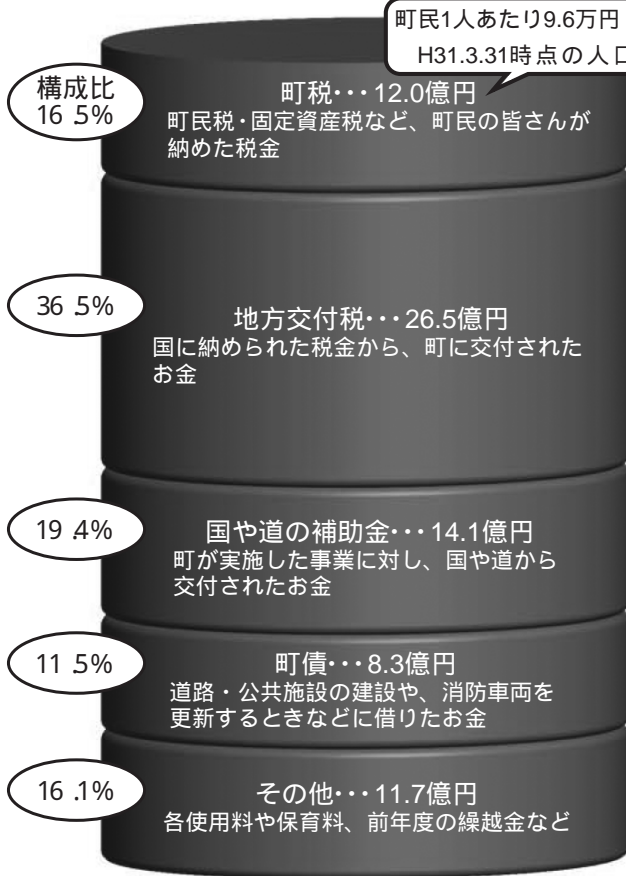 町民1人あたり9.6万円
H31.3.31時点の人口
構成比
16.5%
町税･･･12.0億円
町民税・固定資産税など、町民の皆さんが
納めた税金
36.5%
地方交付税･･･26.5億円
国に納められた税金から、町に交付された
お金
19.4%
国や道の補助金･･･14.1億円
町が実施した事業に対し、国や道から
交付されたお金
11.5%
町債･･･8.3億円
道路・公共施設の建設や、消防車両を
更新するときなどに借りたお金
16.1%
その他･･･11.7億円
各使用料や保育料、前年度の繰越金など